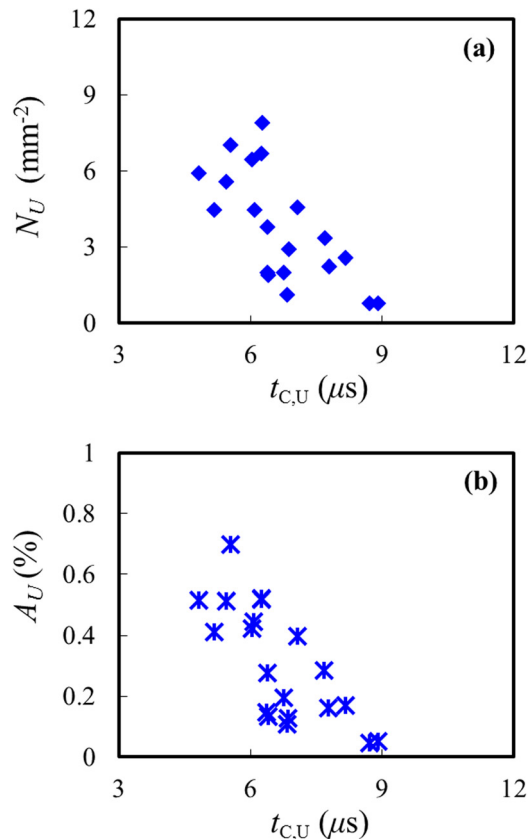 12
(a)
9
N_U (mm⁻²)
6
3
0
3 6 9 12
t_C,U (μs)
1
(b)
0.8
0.6
A_U (%)
0.4
0.2
0
3 6 9 12
t_C,U (μs)